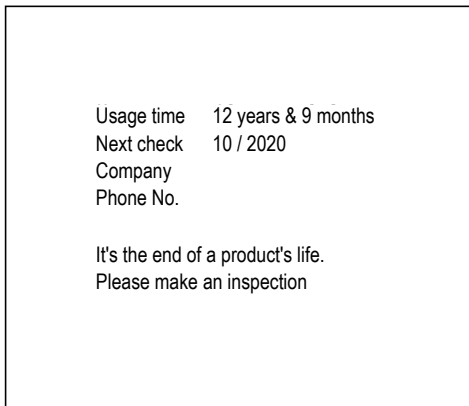 Usage time 12 years & 9 months
Next check 10 / 2020
Company
Phone No.
It's the end of a product's life.
Please make an inspection